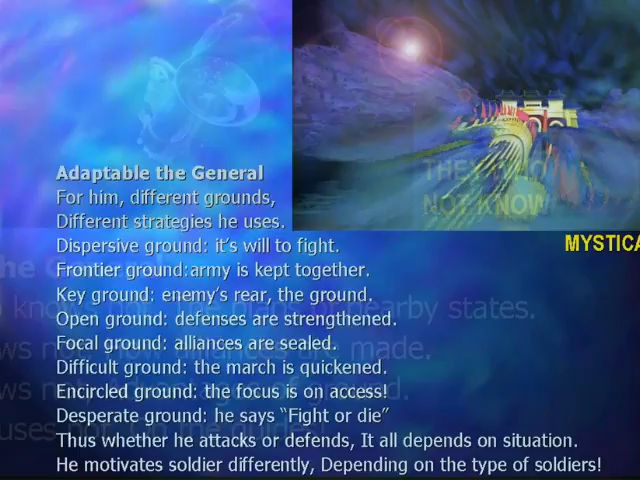 THEY WHO
NOT KNOW
MYSTICA
Adaptable the General
For him, different grounds,
Different strategies he uses.
Dispersive ground: it's will to fight.
Frontier ground:army is kept together.
Key ground: enemy's rear, the ground.
Open ground: defenses are strengthened.
Focal ground: alliances are sealed.
Difficult ground: the march is quickened.
Encircled ground: the focus is on access!
Desperate ground: he says “Fight or die”
Thus whether he attacks or defends, It all depends on situation.
He motivates soldier differently, Depending on the type of soldiers!